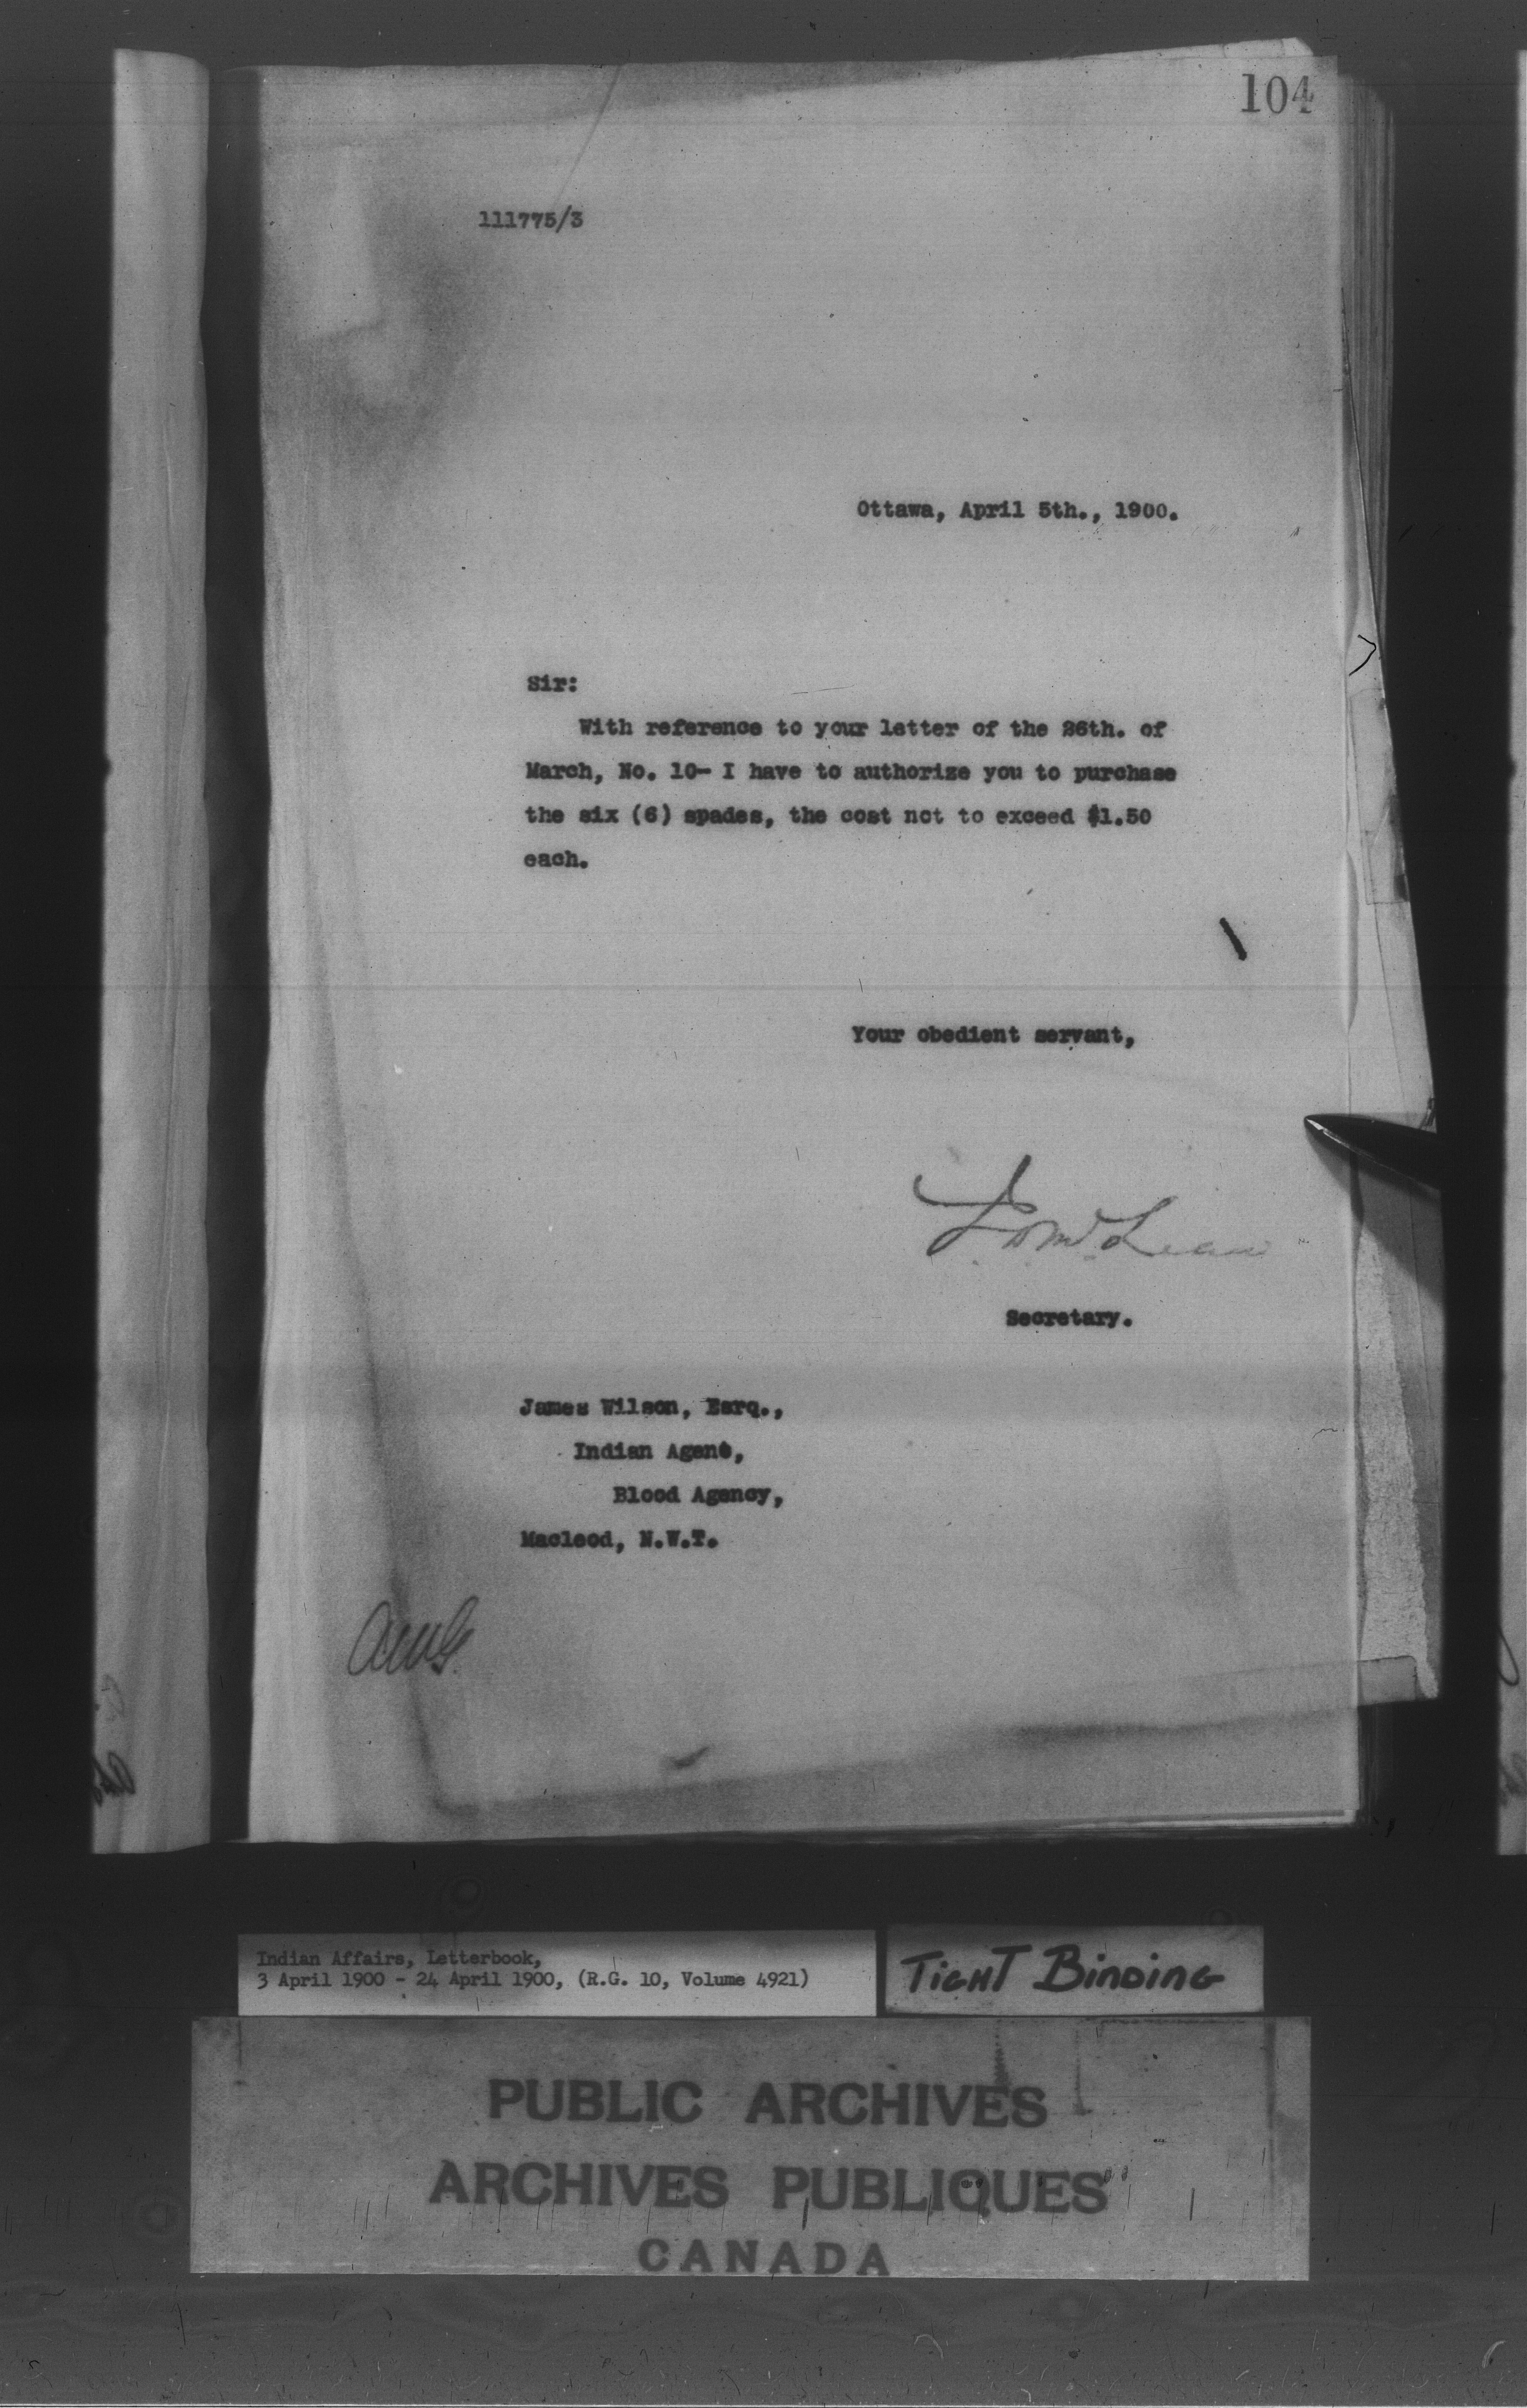 104
111775/3
Ottawa, April 5th., 1900.
Sir:
With reference to your letter of the 26th. of
March, No. 10- I have to authorize you to purchase
the six (6) spades, the cost not to exceed $1.50
each.
Your obedient servant,
McLean
Secretary.
James Wilson, Esrq.,
Indian Agent,
Blood Agency,
Macleod, N.W.T.
Indian Affairs, Letterbook,
3 April 1900 - 24 April 1900, (R.G. 10, Volume 4921)
TIGHT BINDING
PUBLIC ARCHIVES
ARCHIVES PUBLIQUES
CANADA